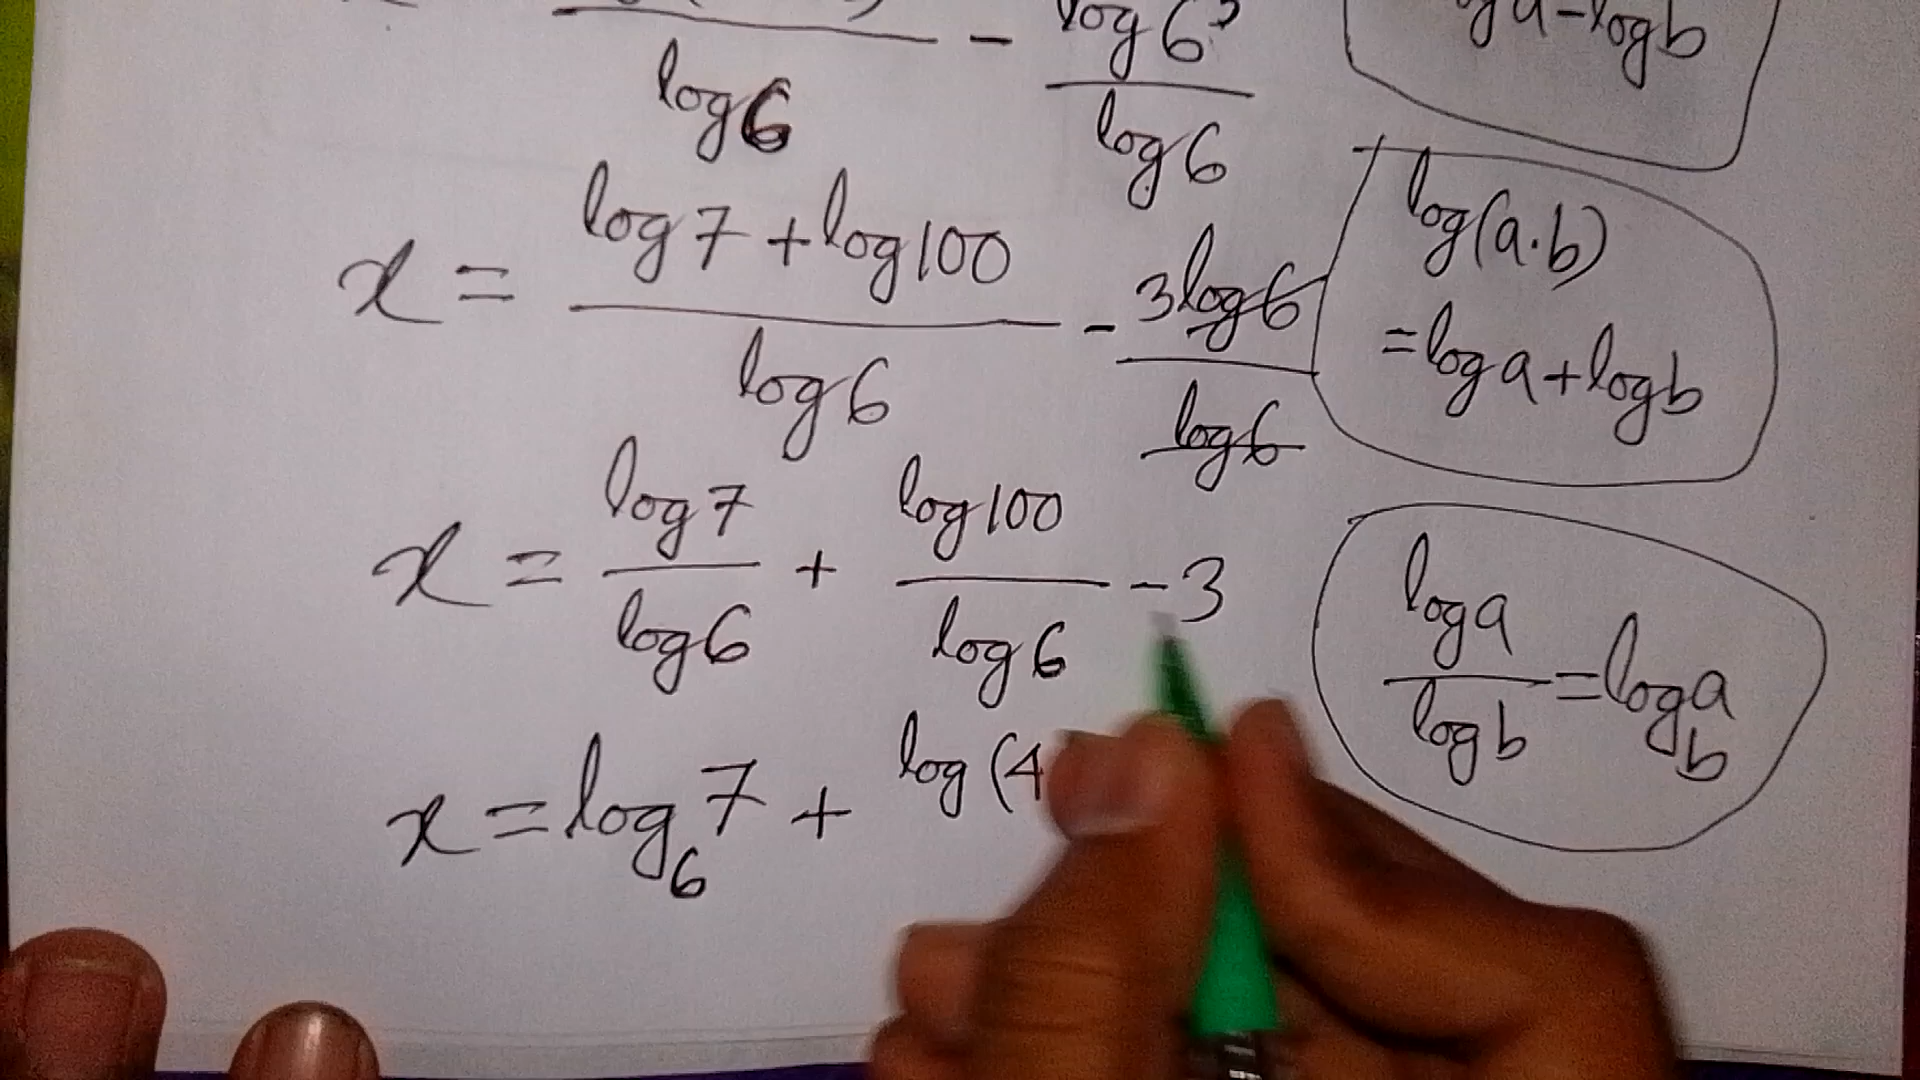 - log 6³
log 6 log 6
log a - log b
x = (log 7 + log 100)/(log 6) - (3 log 6)/(log 6)
log(a·b)
= log a + log b
x = (log 7)/(log 6) + (log 100)/(log 6) - 3
(log a)/(log b) = log_b a
x = log_6 7 + log (4